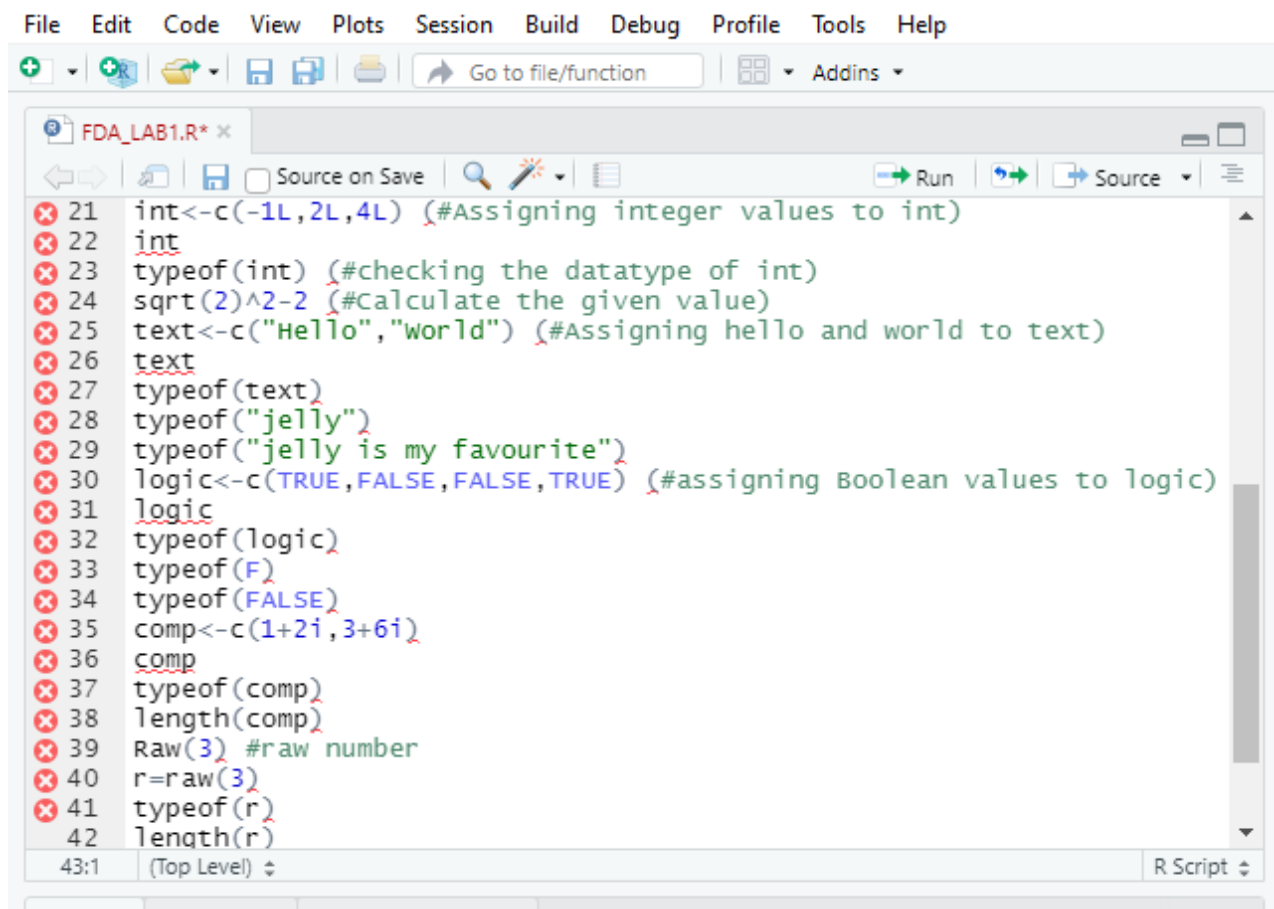 File Edit Code View Plots Session Build Debug Profile Tools Help
Go to file/function Addins
FDA_LAB1.R*
Source on Save Run Source
21 int<-c(-1L,2L,4L) (#Assigning integer values to int)
22 int
23 typeof(int) (#checking the datatype of int)
24 sqrt(2)^2-2 (#Calculate the given value)
25 text<-c("Hello","World") (#Assigning hello and world to text)
26 text
27 typeof(text)
28 typeof("jelly")
29 typeof("jelly is my favourite")
30 logic<-c(TRUE,FALSE,FALSE,TRUE) (#assigning Boolean values to logic)
31 logic
32 typeof(logic)
33 typeof(F)
34 typeof(FALSE)
35 comp<-c(1+2i,3+6i)
36 comp
37 typeof(comp)
38 length(comp)
39 Raw(3) #raw number
40 r=raw(3)
41 typeof(r)
42 length(r)
43:1 (Top Level) R Script